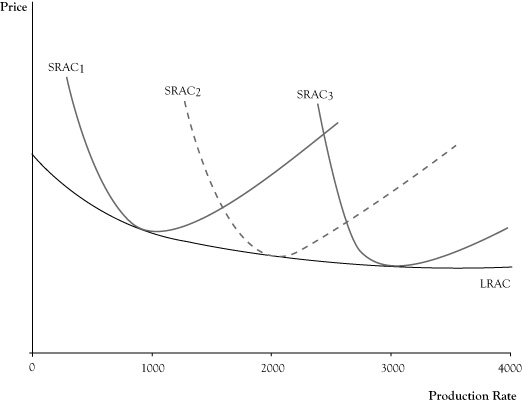 Price
SRAC1
SRAC2
SRAC3
LRAC
0 1000 2000 3000 4000
Production Rate